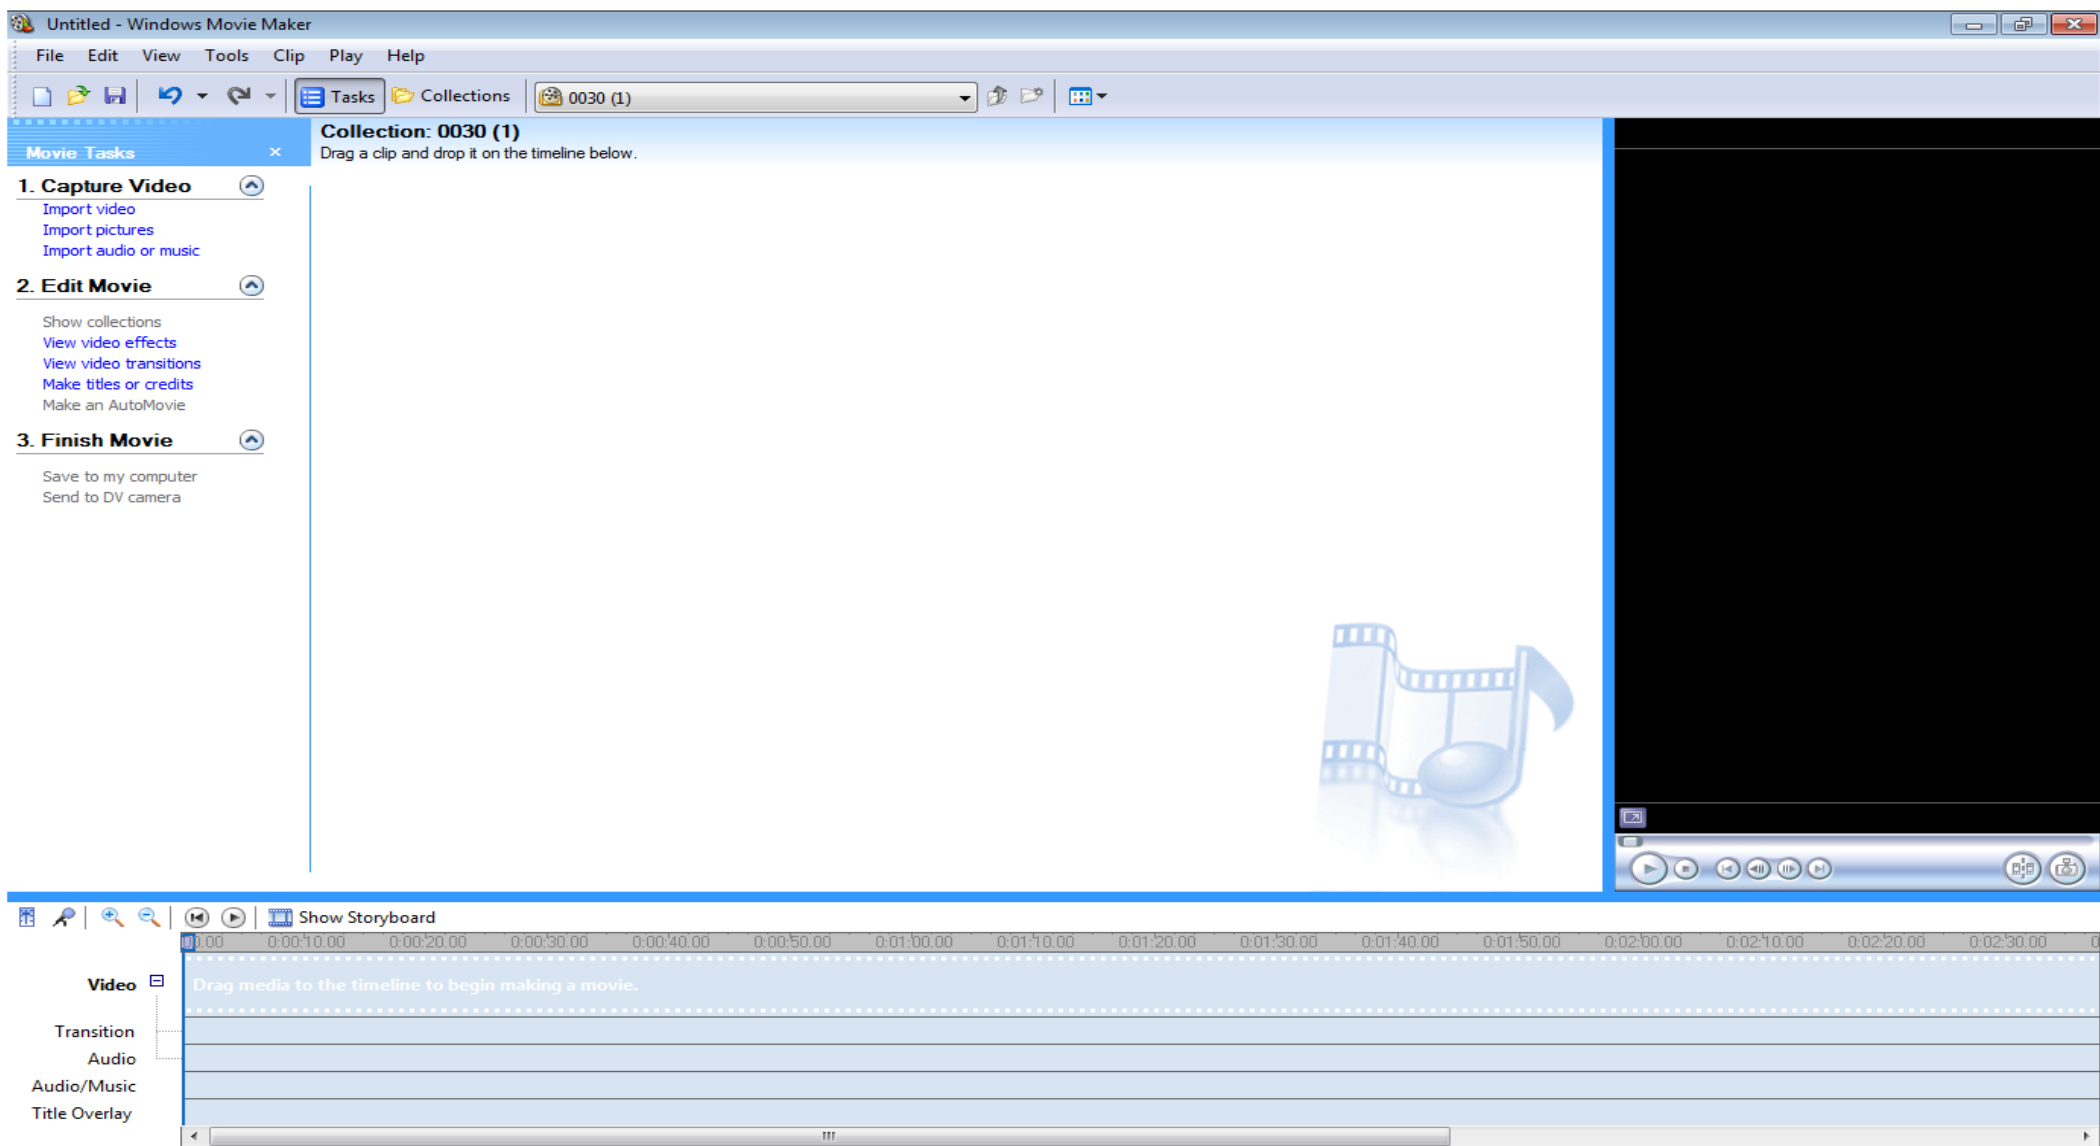 Untitled - Windows Movie Maker
File Edit View Tools Clip Play Help
Tasks Collections 0030 (1)
Movie Tasks
Collection: 0030 (1)
Drag a clip and drop it on the timeline below.
1. Capture Video
Import video
Import pictures
Import audio or music
2. Edit Movie
Show collections
View video effects
View video transitions
Make titles or credits
Make an AutoMovie
3. Finish Movie
Save to my computer
Send to DV camera
Show Storyboard
0:00:10.00 0:00:20.00 0:00:30.00 0:00:40.00 0:00:50.00 0:01:00.00 0:01:10.00 0:01:20.00 0:01:30.00 0:01:40.00 0:01:50.00 0:02:00.00 0:02:10.00 0:02:20.00 0:02:30.00
Video Drag media to the timeline to begin making a movie.
Transition
Audio
Audio/Music
Title Overlay